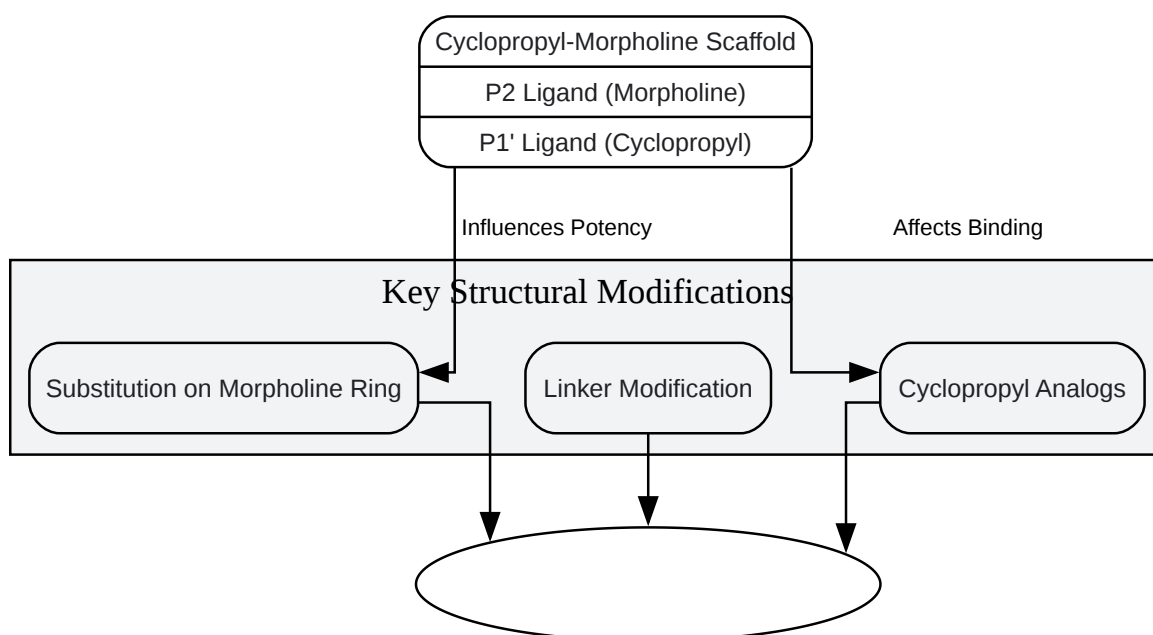 Cyclopropyl-Morpholine Scaffold
P2 Ligand (Morpholine)
P1' Ligand (Cyclopropyl)
Influences Potency
Affects Binding
Key Structural Modifications
Substitution on Morpholine Ring
Linker Modification
Cyclopropyl Analogs